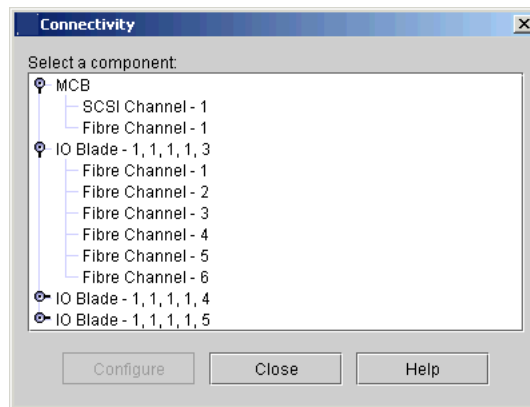 Connectivity
Select a component:
MCB
SCSI Channel - 1
Fibre Channel - 1
IO Blade - 1, 1, 1, 1, 3
Fibre Channel - 1
Fibre Channel - 2
Fibre Channel - 3
Fibre Channel - 4
Fibre Channel - 5
Fibre Channel - 6
IO Blade - 1, 1, 1, 1, 4
IO Blade - 1, 1, 1, 1, 5
Configure Close Help